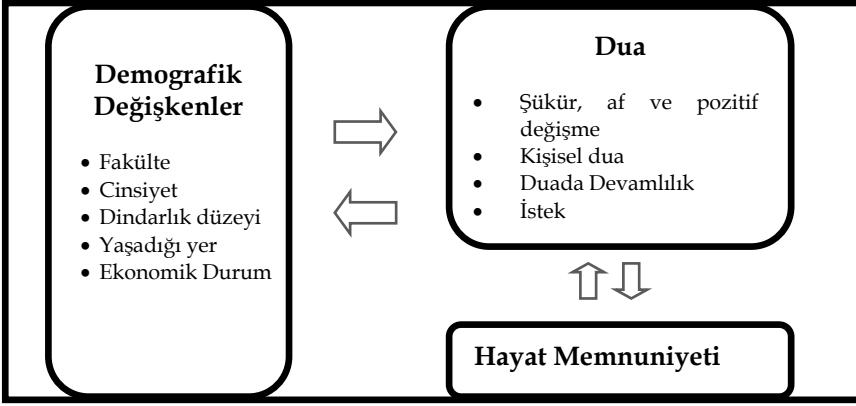 Demografik
Değişkenler
• Fakülte
• Cinsiyet
• Dindarlık düzeyi
• Yaşadığı yer
• Ekonomik Durum
Dua
• Şükür, af ve pozitif
değişme
• Kişisel dua
• Duada Devamlılık
• İstek
Hayat Memnuniyeti